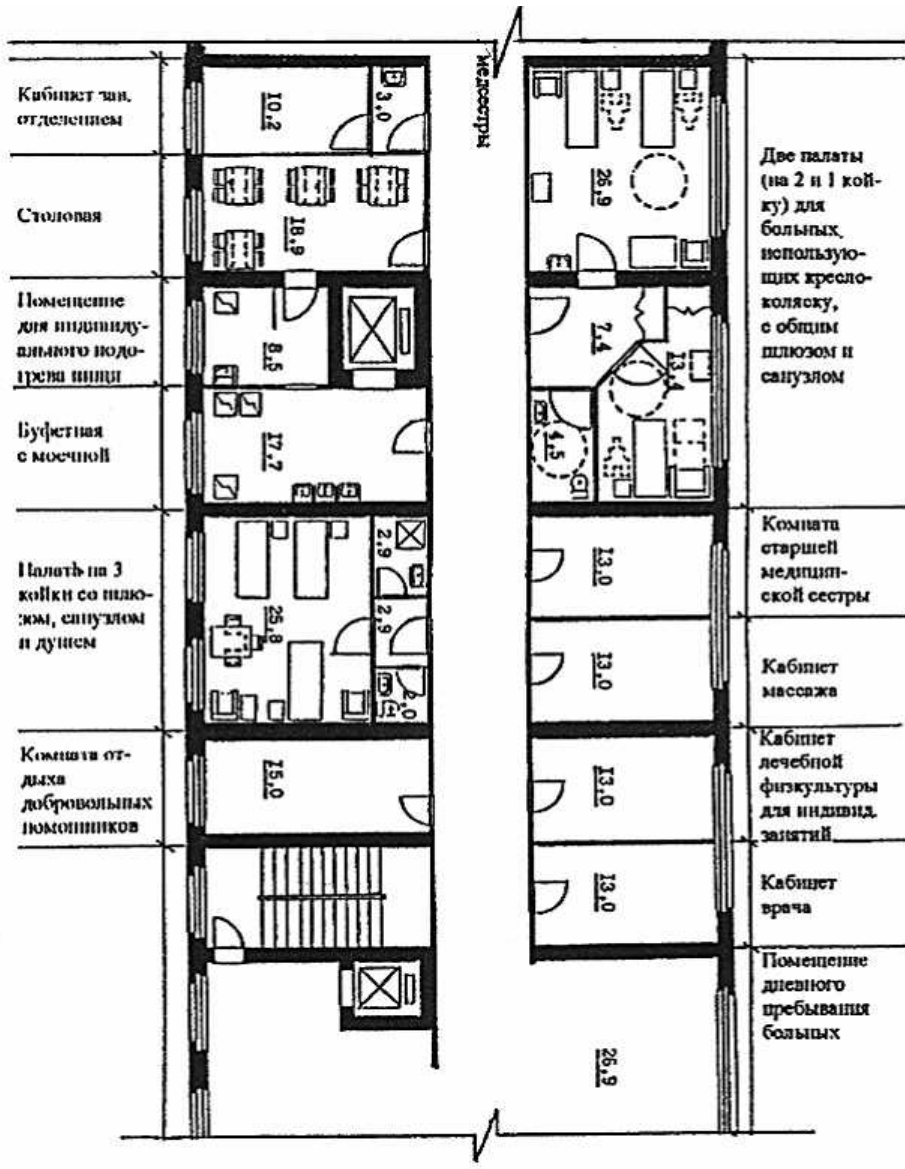 Кабинет зав.
отделением
Столовая
Помещение
для индивиду-
ального подо-
грева пищи
Буфетная
с моечной
Палать на 3
койки со шлю-
зом, санузлом
и душем
Комната от-
дыха
добровольных
помощников
10,2
3,0
18,9
8,5
17,7
2,9
25,8
2,9
2,0
15,0
медсестры
26,9
7,4
13,4
4,5
13,0
13,0
13,0
13,0
26,9
Две палаты
(на 2 и 1 кой-
ку) для
больных,
использую-
щих кресло-
коляску,
с общим
шлюзом и
санузлом
Комната
старшей
медицин-
ской сестры
Кабинет
массажа
Кабинет
лечебной
физкультуры
для индивид.
занятий
Кабинет
врача
Помещение
дневного
пребывания
больных